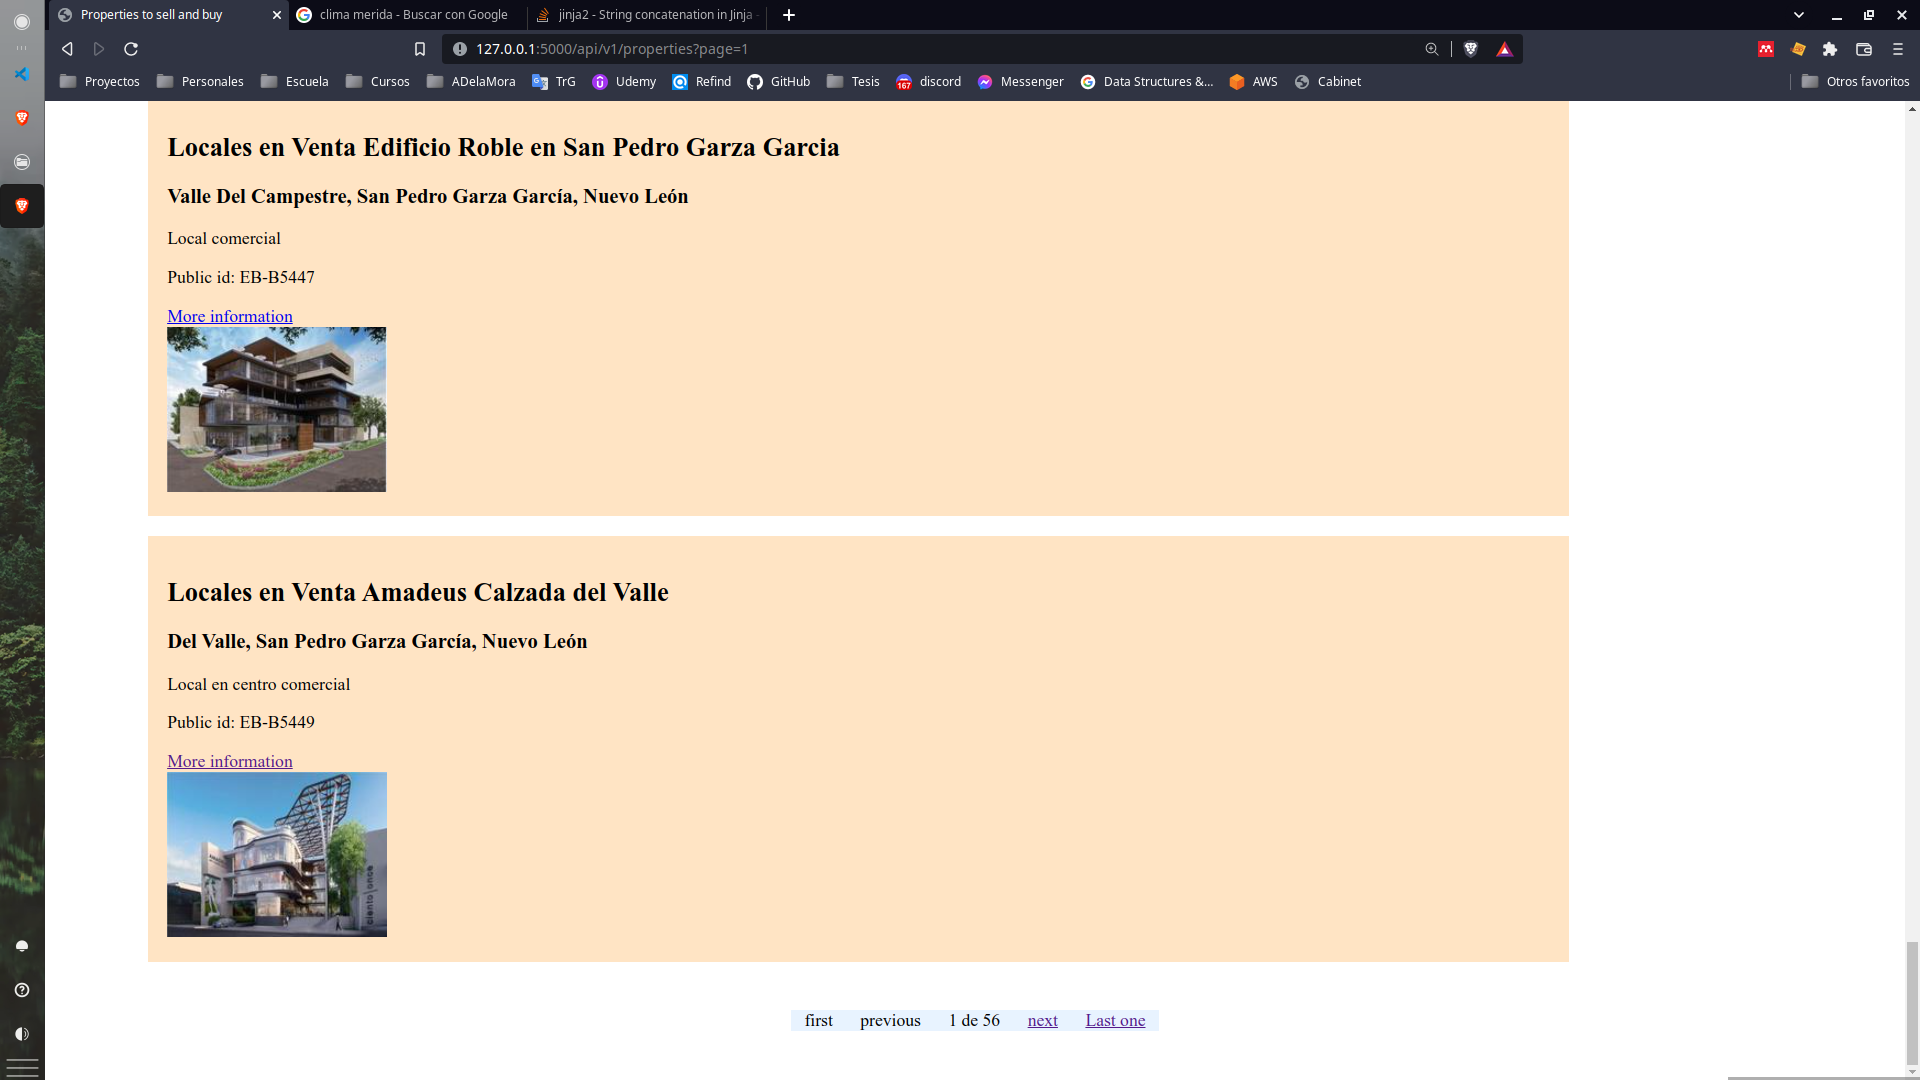 Properties to sell and buy
clima merida - Buscar con Google
jinja2 - String concatenation in Jinja -
127.0.0.1:5000/api/v1/properties?page=1
Proyectos
Personales
Escuela
Cursos
ADelaMora
TrG
Udemy
Refind
GitHub
Tesis
167
discord
Messenger
Data Structures &...
AWS
Cabinet
Otros favoritos
Locales en Venta Edificio Roble en San Pedro Garza Garcia
Valle Del Campestre, San Pedro Garza García, Nuevo León
Local comercial
Public id: EB-B5447
More information
Locales en Venta Amadeus Calzada del Valle
Del Valle, San Pedro Garza García, Nuevo León
Local en centro comercial
Public id: EB-B5449
More information
first previous 1 de 56 next Last one